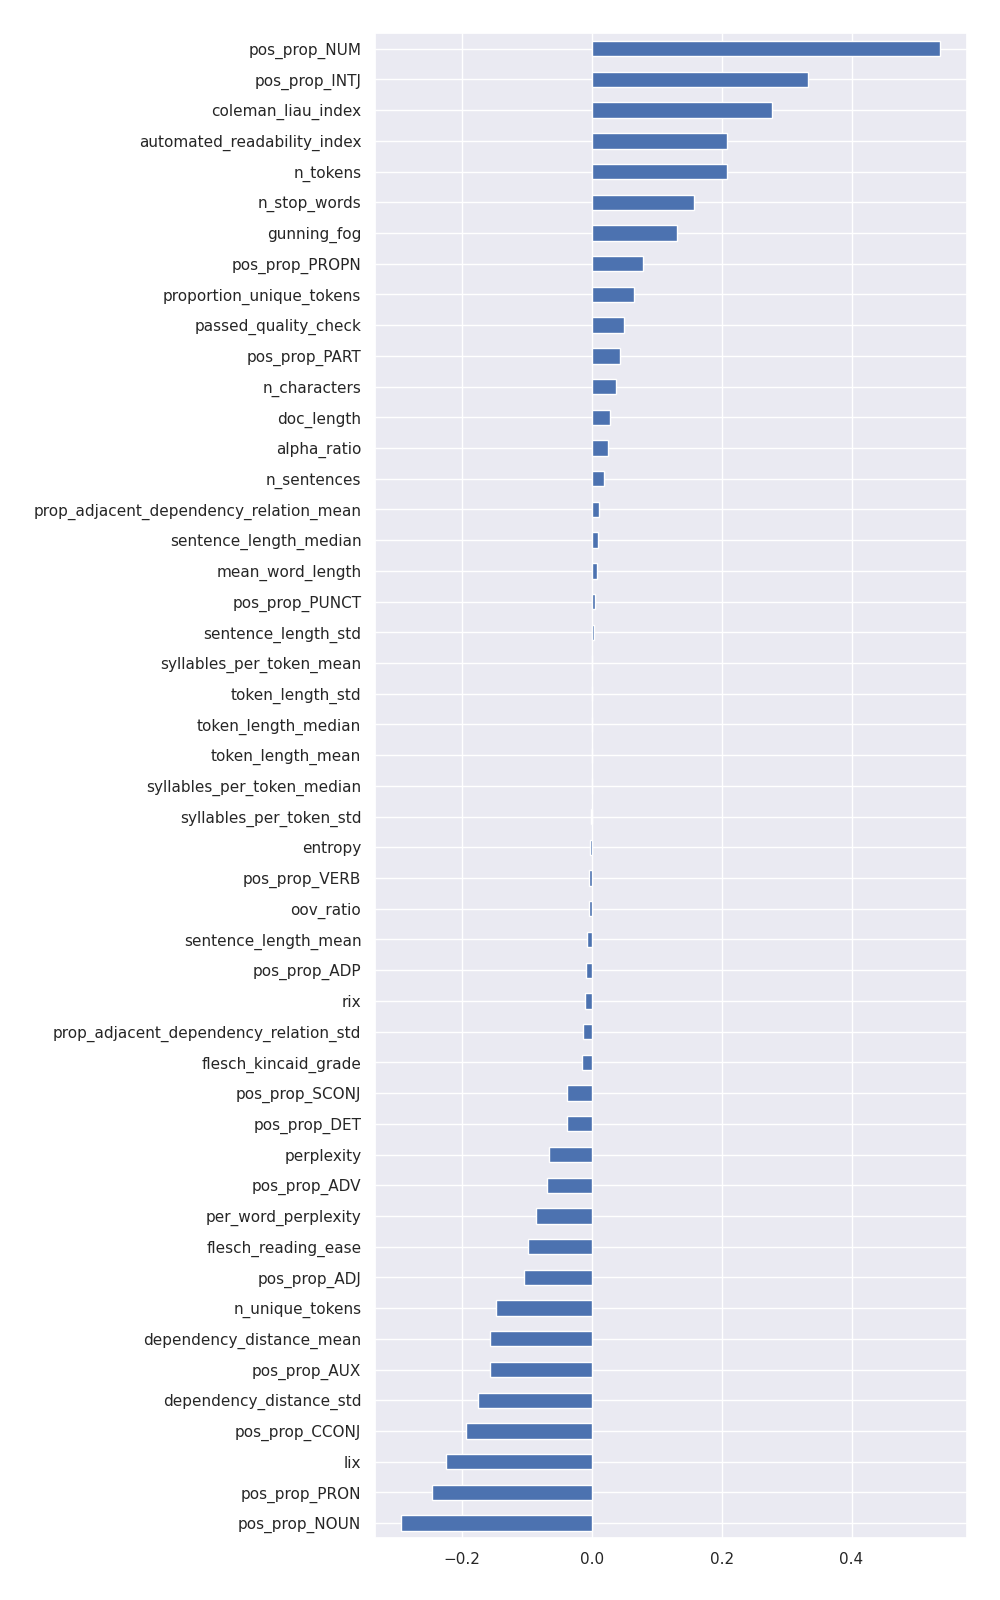 pos_prop_NUM
pos_prop_INTJ
coleman_liau_index
automated_readability_index
n_tokens
n_stop_words
gunning_fog
pos_prop_PROPN
proportion_unique_tokens
passed_quality_check
pos_prop_PART
n_characters
doc_length
alpha_ratio
n_sentences
prop_adjacent_dependency_relation_mean
sentence_length_median
mean_word_length
pos_prop_PUNCT
sentence_length_std
syllables_per_token_mean
token_length_std
token_length_median
token_length_mean
syllables_per_token_median
syllables_per_token_std
entropy
pos_prop_VERB
oov_ratio
sentence_length_mean
pos_prop_ADP
rix
prop_adjacent_dependency_relation_std
flesch_kincaid_grade
pos_prop_SCONJ
pos_prop_DET
perplexity
pos_prop_ADV
per_word_perplexity
flesch_reading_ease
pos_prop_ADJ
n_unique_tokens
dependency_distance_mean
pos_prop_AUX
dependency_distance_std
pos_prop_CCONJ
lix
pos_prop_PRON
pos_prop_NOUN
−0.2 0.0 0.2 0.4